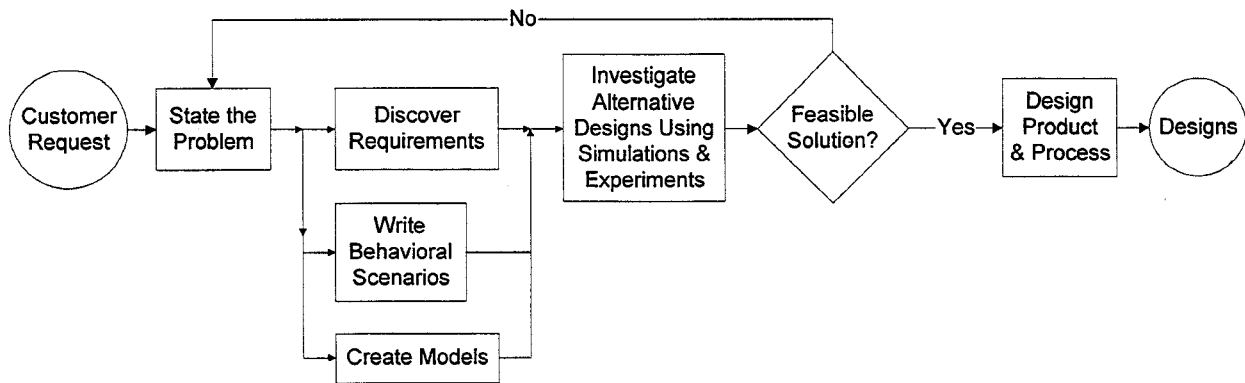 No
Customer
Request
State the
Problem
Discover
Requirements
Write
Behavioral
Scenarios
Create Models
Investigate
Alternative
Designs Using
Simulations &
Experiments
Feasible
Solution?
Yes
Design
Product
& Process
Designs